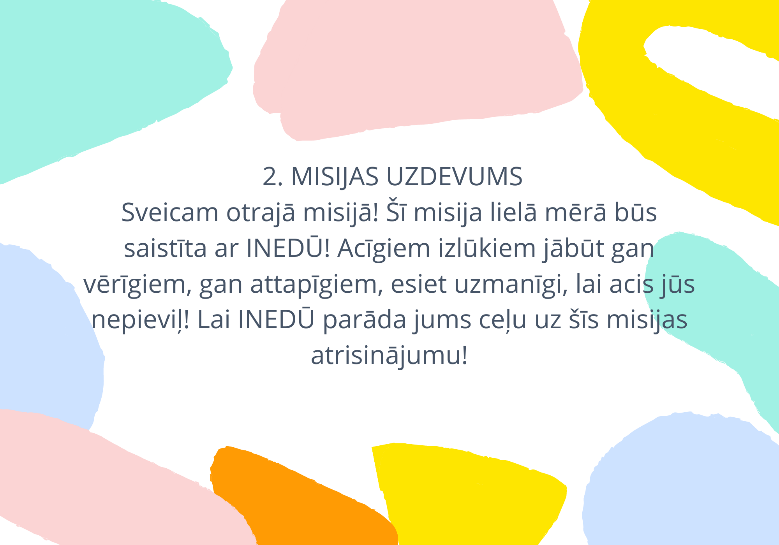 2. MISIJAS UZDEVUMS
Sveicam otrajā misijā! Šī misija lielā mērā būs
saistīta ar INEDŪ! Acīgiem izlūkiem jābūt gan
vērīgiem, gan attapīgiem, esiet uzmanīgi, lai acis jūs
nepieviļ! Lai INEDŪ parāda jums ceļu uz šīs misijas
atrisinājumu!